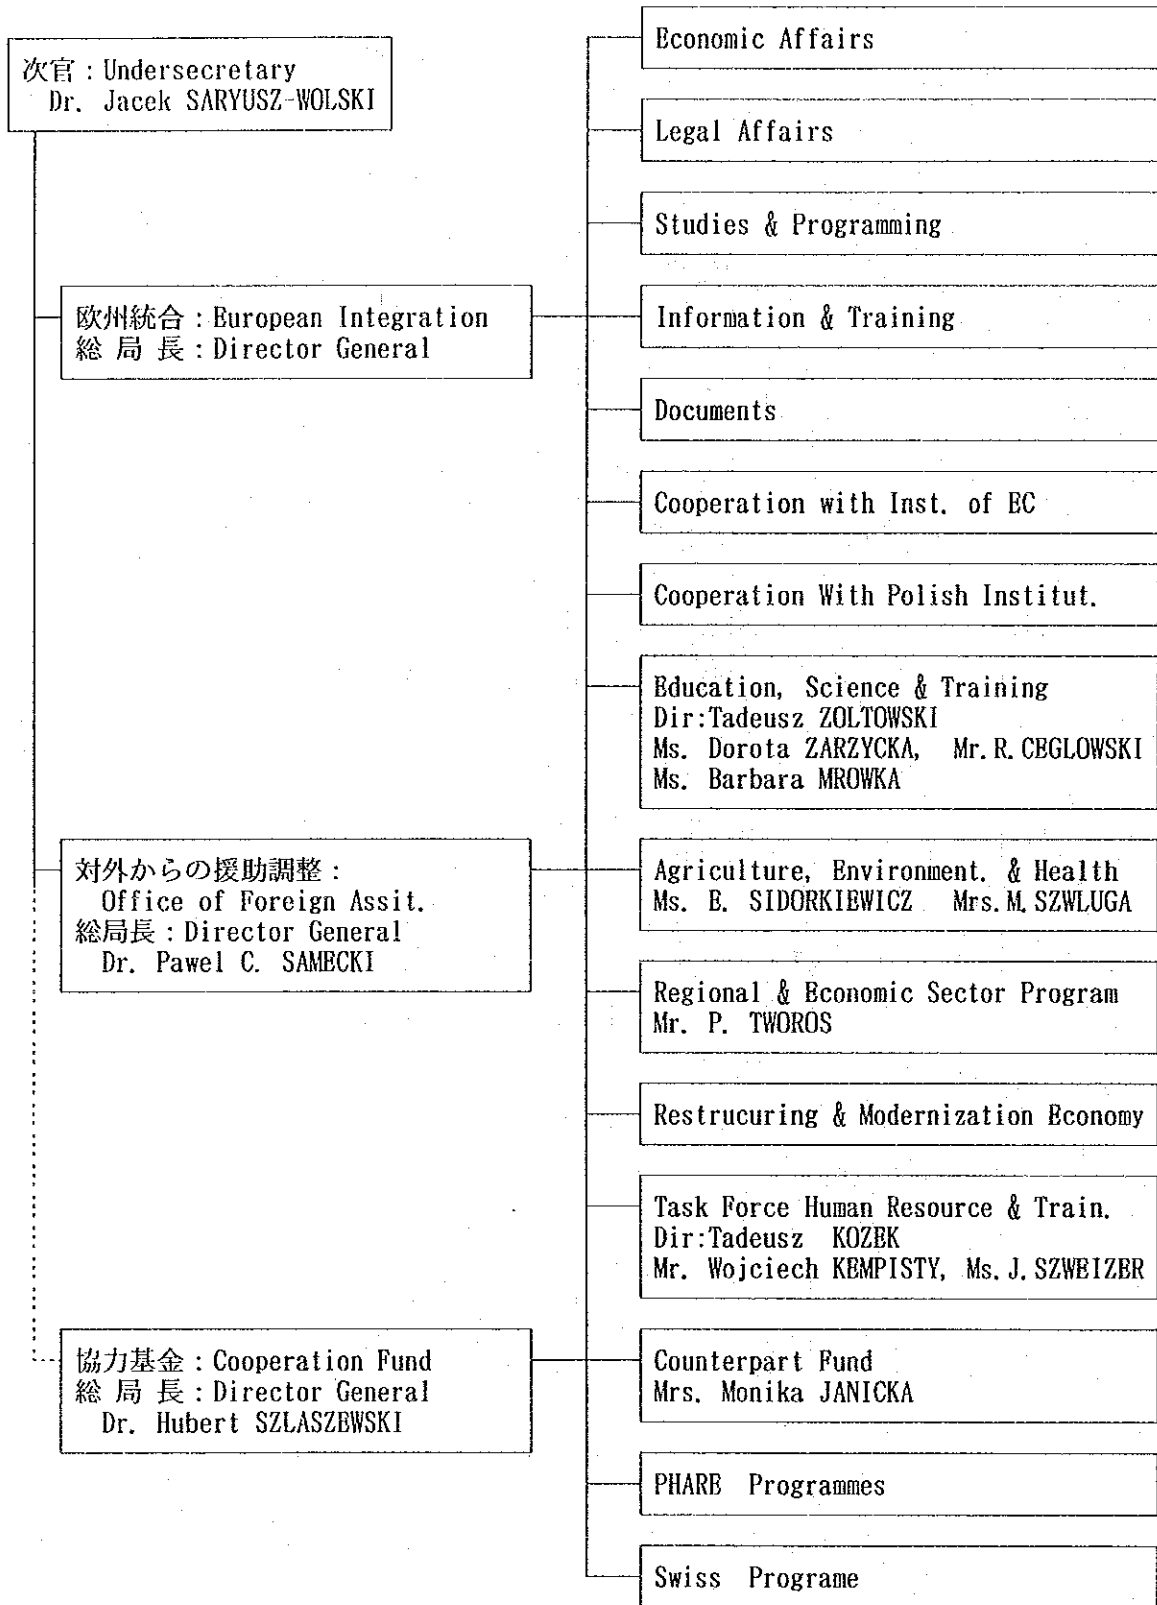 次官：Undersecretary
Dr. Jacek SARYUSZ-WOLSKI
欧州統合：European Integration
総 局 長：Director General
対外からの援助調整：
Office of Foreign Assit.
総局長：Director General
Dr. Pawel C. SAMECKI
協力基金：Cooperation Fund
総 局 長：Director General
Dr. Hubert SZLASZEWSKI
Economic Affairs
Legal Affairs
Studies & Programming
Information & Training
Documents
Cooperation with Inst. of EC
Cooperation With Polish Institut.
Education, Science & Training
Dir:Tadeusz ZOLTOWSKI
Ms. Dorota ZARZYCKA, Mr. R. CEGLOWSKI
Ms. Barbara MROWKA
Agriculture, Environment. & Health
Ms. E. SIDORKIEWICZ Mrs. M. SZWLUGA
Regional & Economic Sector Program
Mr. P. TWOROS
Restrucuring & Modernization Economy
Task Force Human Resource & Train.
Dir:Tadeusz KOZEK
Mr. Wojciech KEMPISTY, Ms. J. SZWEIZER
Counterpart Fund
Mrs. Monika JANICKA
PHARE Programmes
Swiss Programe